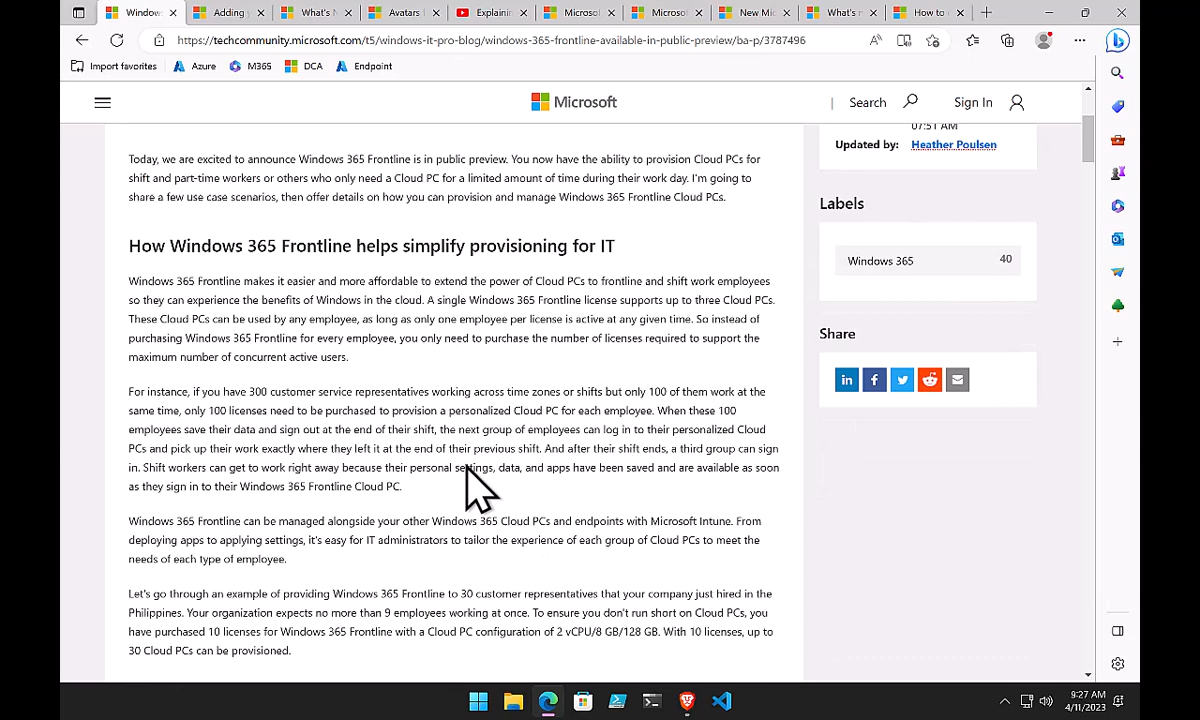 Windows
Adding y
What's N
Avatars f
Explainin
Microsof
Microsof
New Mic
What's n
How to c
https://techcommunity.microsoft.com/t5/windows-it-pro-blog/windows-365-frontline-available-in-public-preview/ba-p/3787496
Import favorites
Azure
M365
DCA
Endpoint
Microsoft
Search
Sign In
07:51 AM
Updated by: Heather Poulsen
Today, we are excited to announce Windows 365 Frontline is in public preview. You now have the ability to provision Cloud PCs for
shift and part-time workers or others who only need a Cloud PC for a limited amount of time during their work day. I'm going to
share a few use case scenarios, then offer details on how you can provision and manage Windows 365 Frontline Cloud PCs.
How Windows 365 Frontline helps simplify provisioning for IT
Windows 365 Frontline makes it easier and more affordable to extend the power of Cloud PCs to frontline and shift work employees
so they can experience the benefits of Windows in the cloud. A single Windows 365 Frontline license supports up to three Cloud PCs.
These Cloud PCs can be used by any employee, as long as only one employee per license is active at any given time. So instead of
purchasing Windows 365 Frontline for every employee, you only need to purchase the number of licenses required to support the
maximum number of concurrent active users.
For instance, if you have 300 customer service representatives working across time zones or shifts but only 100 of them work at the
same time, only 100 licenses need to be purchased to provision a personalized Cloud PC for each employee. When these 100
employees save their data and sign out at the end of their shift, the next group of employees can log in to their personalized Cloud
PCs and pick up their work exactly where they left it at the end of their previous shift. And after their shift ends, a third group can sign
in. Shift workers can get to work right away because their personal settings, data, and apps have been saved and are available as soon
as they sign in to their Windows 365 Frontline Cloud PC.
Windows 365 Frontline can be managed alongside your other Windows 365 Cloud PCs and endpoints with Microsoft Intune. From
deploying apps to applying settings, it's easy for IT administrators to tailor the experience of each group of Cloud PCs to meet the
needs of each type of employee.
Let's go through an example of providing Windows 365 Frontline to 30 customer representatives that your company just hired in the
Philippines. Your organization expects no more than 9 employees working at once. To ensure you don't run short on Cloud PCs, you
have purchased 10 licenses for Windows 365 Frontline with a Cloud PC configuration of 2 vCPU/8 GB/128 GB. With 10 licenses, up to
30 Cloud PCs can be provisioned.
Labels
Windows 365 40
Share
9:27 AM
4/11/2023